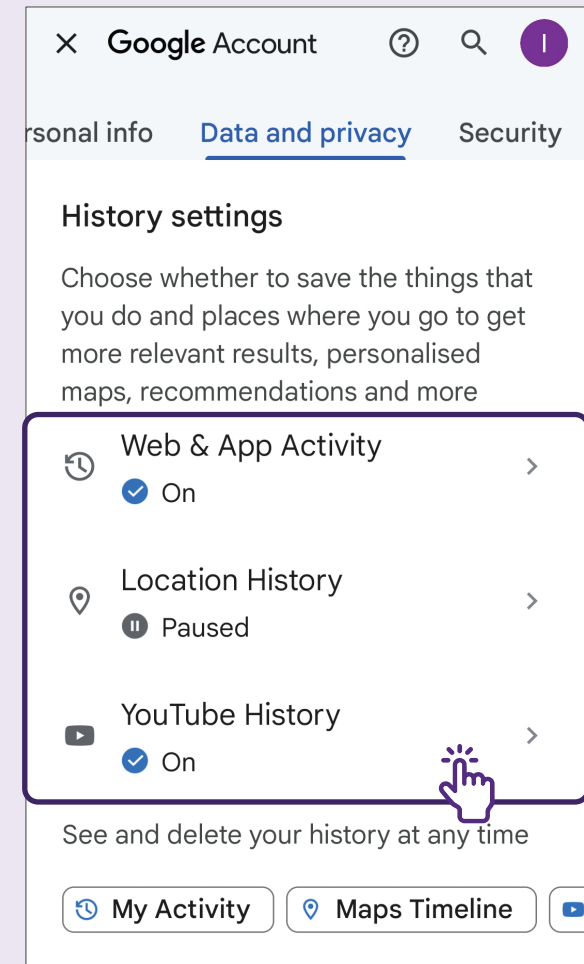 Google Account
I
rsonal info
Data and privacy
Security
History settings
Choose whether to save the things that
you do and places where you go to get
more relevant results, personalised
maps, recommendations and more
Web & App Activity
On
Location History
Paused
YouTube History
On
See and delete your history at any time
My Activity
Maps Timeline